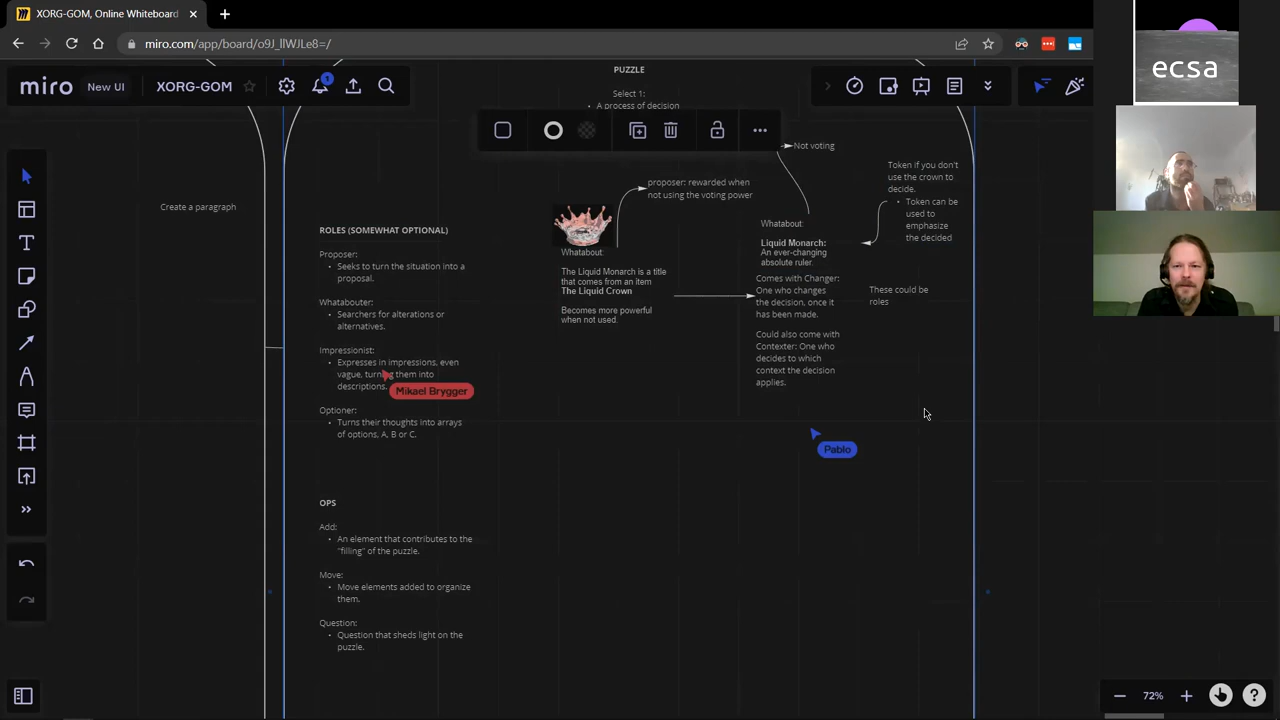 XORG-GOM, Online Whiteboard
miro.com/app/board/o9J_lWJLe8=/
miro
New UI
XORG-GOM
1
ecsa
PUZZLE
Select 1:
• A process of decision
Not voting
Create a paragraph
proposer: rewarded when
not using the voting power
Token if you don't
use the crown to
decide.
• Token can be
used to
emphasize
the decided
ROLES (SOMEWHAT OPTIONAL)
Proposer:
• Seeks to turn the situation into a
proposal.
Whatabouter:
• Searchers for alterations or
alternatives.
Impressionist:
• Expresses in impressions, even
vague, turning them into
descriptions.
Mikael Brygger
Optioner:
• Turns their thoughts into arrays
of options, A, B or C.
Whatabout:
The Liquid Monarch is a title
that comes from an item
The Liquid Crown
Becomes more powerful
when not used.
Whatabout:
Liquid Monarch:
An ever-changing
absolute ruler.
Comes with Changer:
One who changes
the decision, once it
has been made.
Could also come with
Contexter: One who
decides to which
context the decision
applies.
These could be
roles
Pablo
OPS
Add:
• An element that contributes to the
"filling" of the puzzle.
Move:
• Move elements added to organize
them.
Question:
• Question that sheds light on the
puzzle.
72%